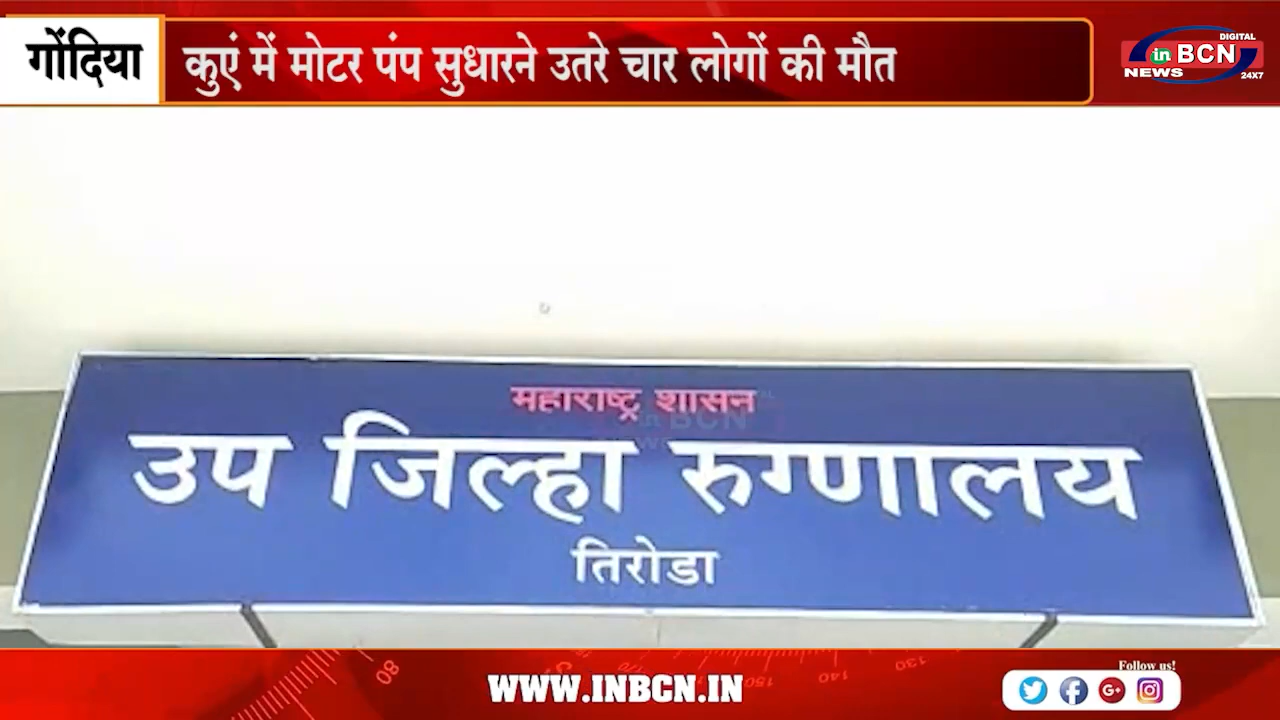 गोंदिया
कुएं में मोटर पंप सुधारने उतरे चार लोगों की मौत
DIGITAL
in BCN
NEWS 24X7
महाराष्ट्र शासन
उप जिल्हा रुग्णालय
तिरोडा
WWW.INBCN.IN
Follow us!